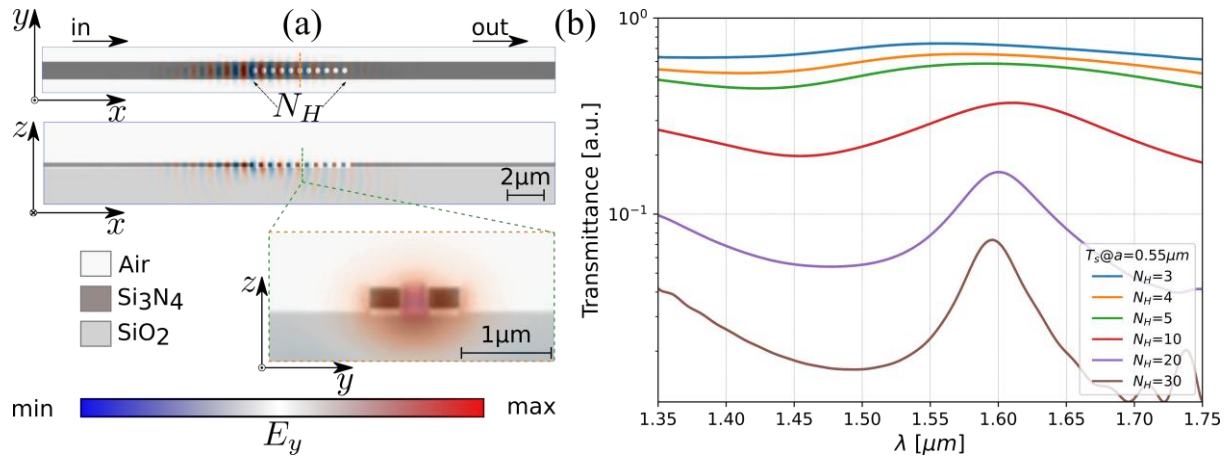 (a)
y
in
out
x
N_H
z
x
2μm
Air
Si3N4
SiO2
z
y
1μm
min
max
E_y
(b)
Transmittance [a.u.]
10⁰
10⁻¹
1.35
1.40
1.45
1.50
1.55
1.60
1.65
1.70
1.75
λ [μm]
T_s@a=0.55μm
N_H=3
N_H=4
N_H=5
N_H=10
N_H=20
N_H=30